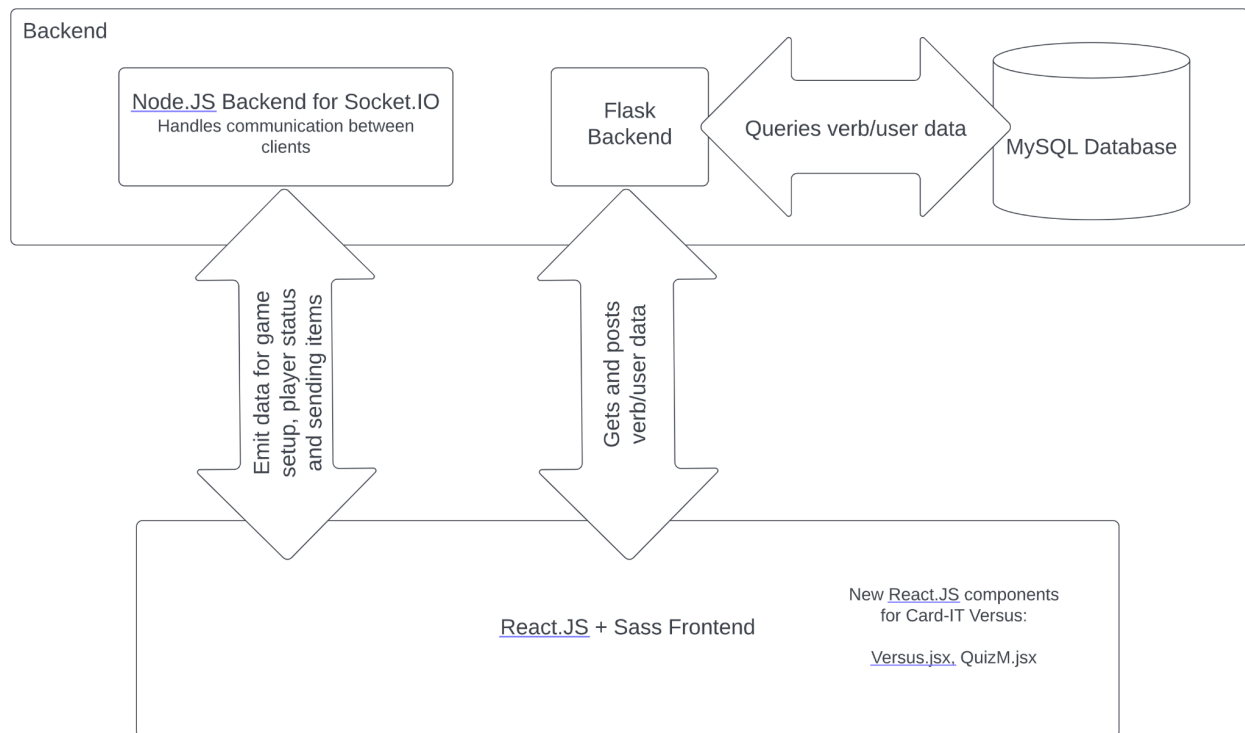 Backend
Node.JS Backend for Socket.IO
Handles communication between
clients
Flask
Backend
Queries verb/user data
MySQL Database
Emit data for game
setup, player status
and sending items
Gets and posts
verb/user data
React.JS + Sass Frontend
New React.JS components
for Card-IT Versus:
Versus.jsx, QuizM.jsx